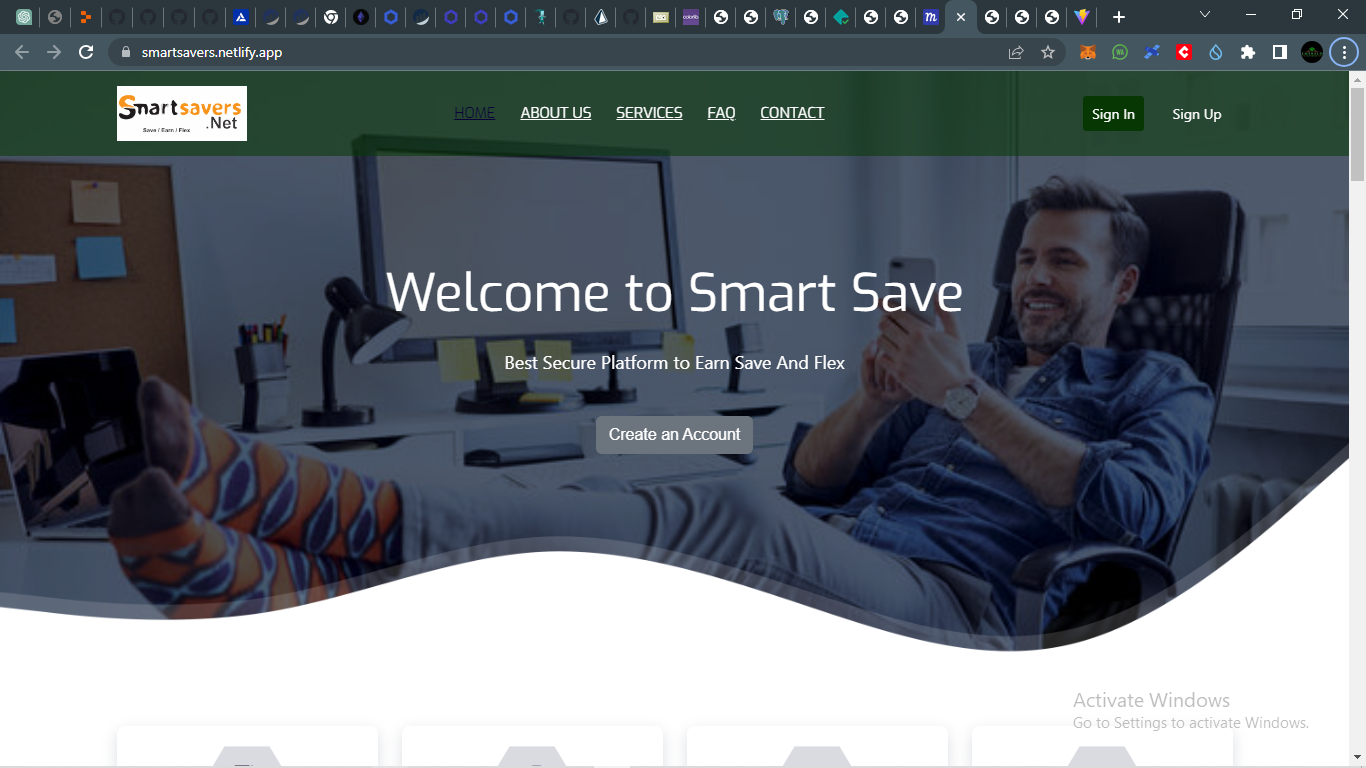 smartsavers.netlify.app
Smartsavers
.Net
Save / Earn / Flex
HOME ABOUT US SERVICES FAQ CONTACT
Sign In Sign Up
Welcome to Smart Save
Best Secure Platform to Earn Save And Flex
Create an Account
Activate Windows
Go to Settings to activate Windows.